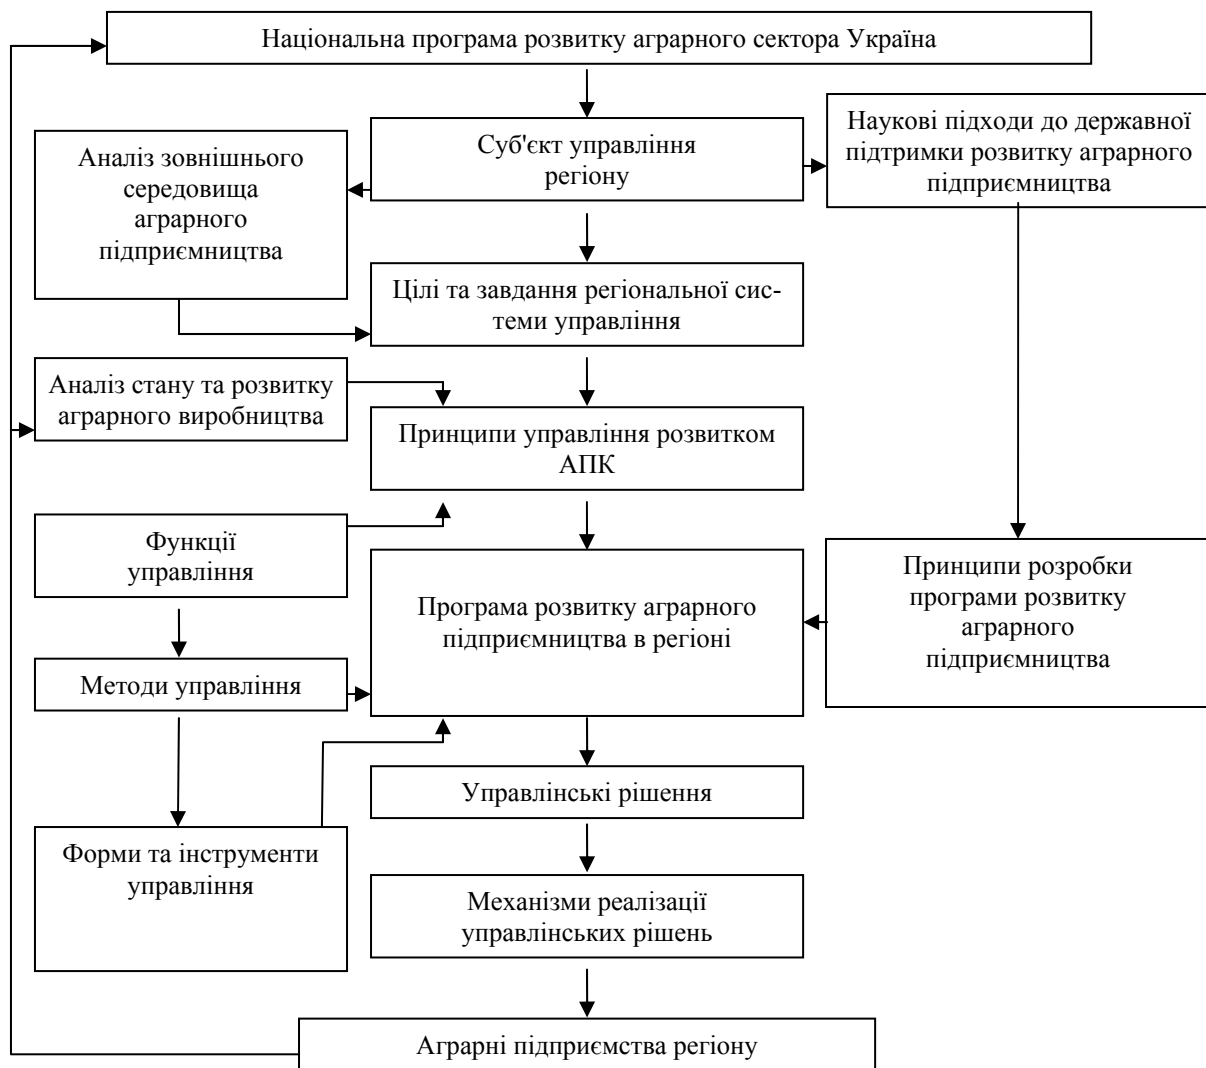 Національна програма розвитку аграрного сектора Україна
Суб'єкт управління
регіону
Наукові підходи до державної
підтримки розвитку аграрного
підприємництва
Аналіз зовнішнього
середовища
аграрного
підприємництва
Цілі та завдання регіональної сис-
теми управління
Аналіз стану та розвитку
аграрного виробництва
Принципи управління розвитком
АПК
Функції
управління
Програма розвитку аграрного
підприємництва в регіоні
Принципи розробки
програми розвитку
аграрного
підприємництва
Методи управління
Управлінські рішення
Форми та інструменти
управління
Механізми реалізації
управлінських рішень
Аграрні підприємства регіону